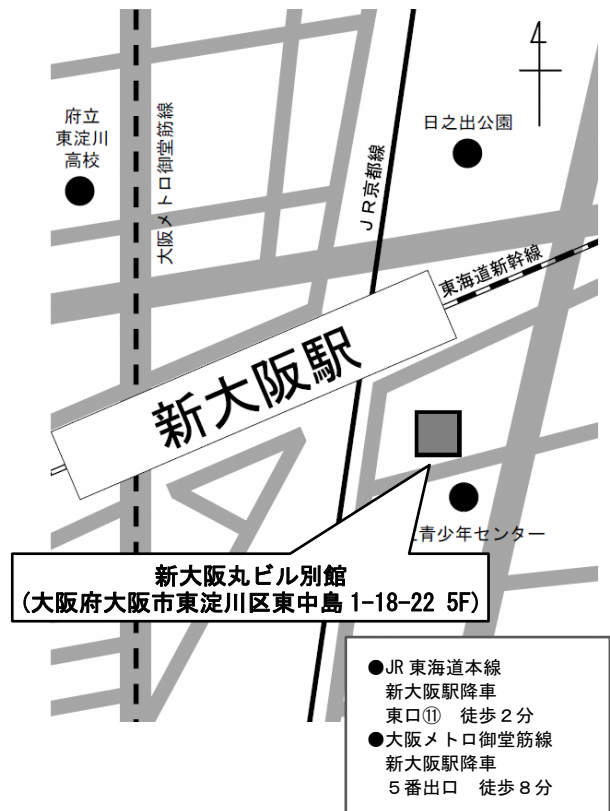 府立
東淀川
高校
大阪メトロ御堂筋線
日之出公園
JR京都線
東海道新幹線
新大阪駅
青少年センター
新大阪丸ビル別館
(大阪府大阪市東淀川区東中島 1-18-22 5F)
●JR 東海道本線
新大阪駅降車
東口⑪ 徒歩２分
●大阪メトロ御堂筋線
新大阪駅降車
５番出口 徒歩８分